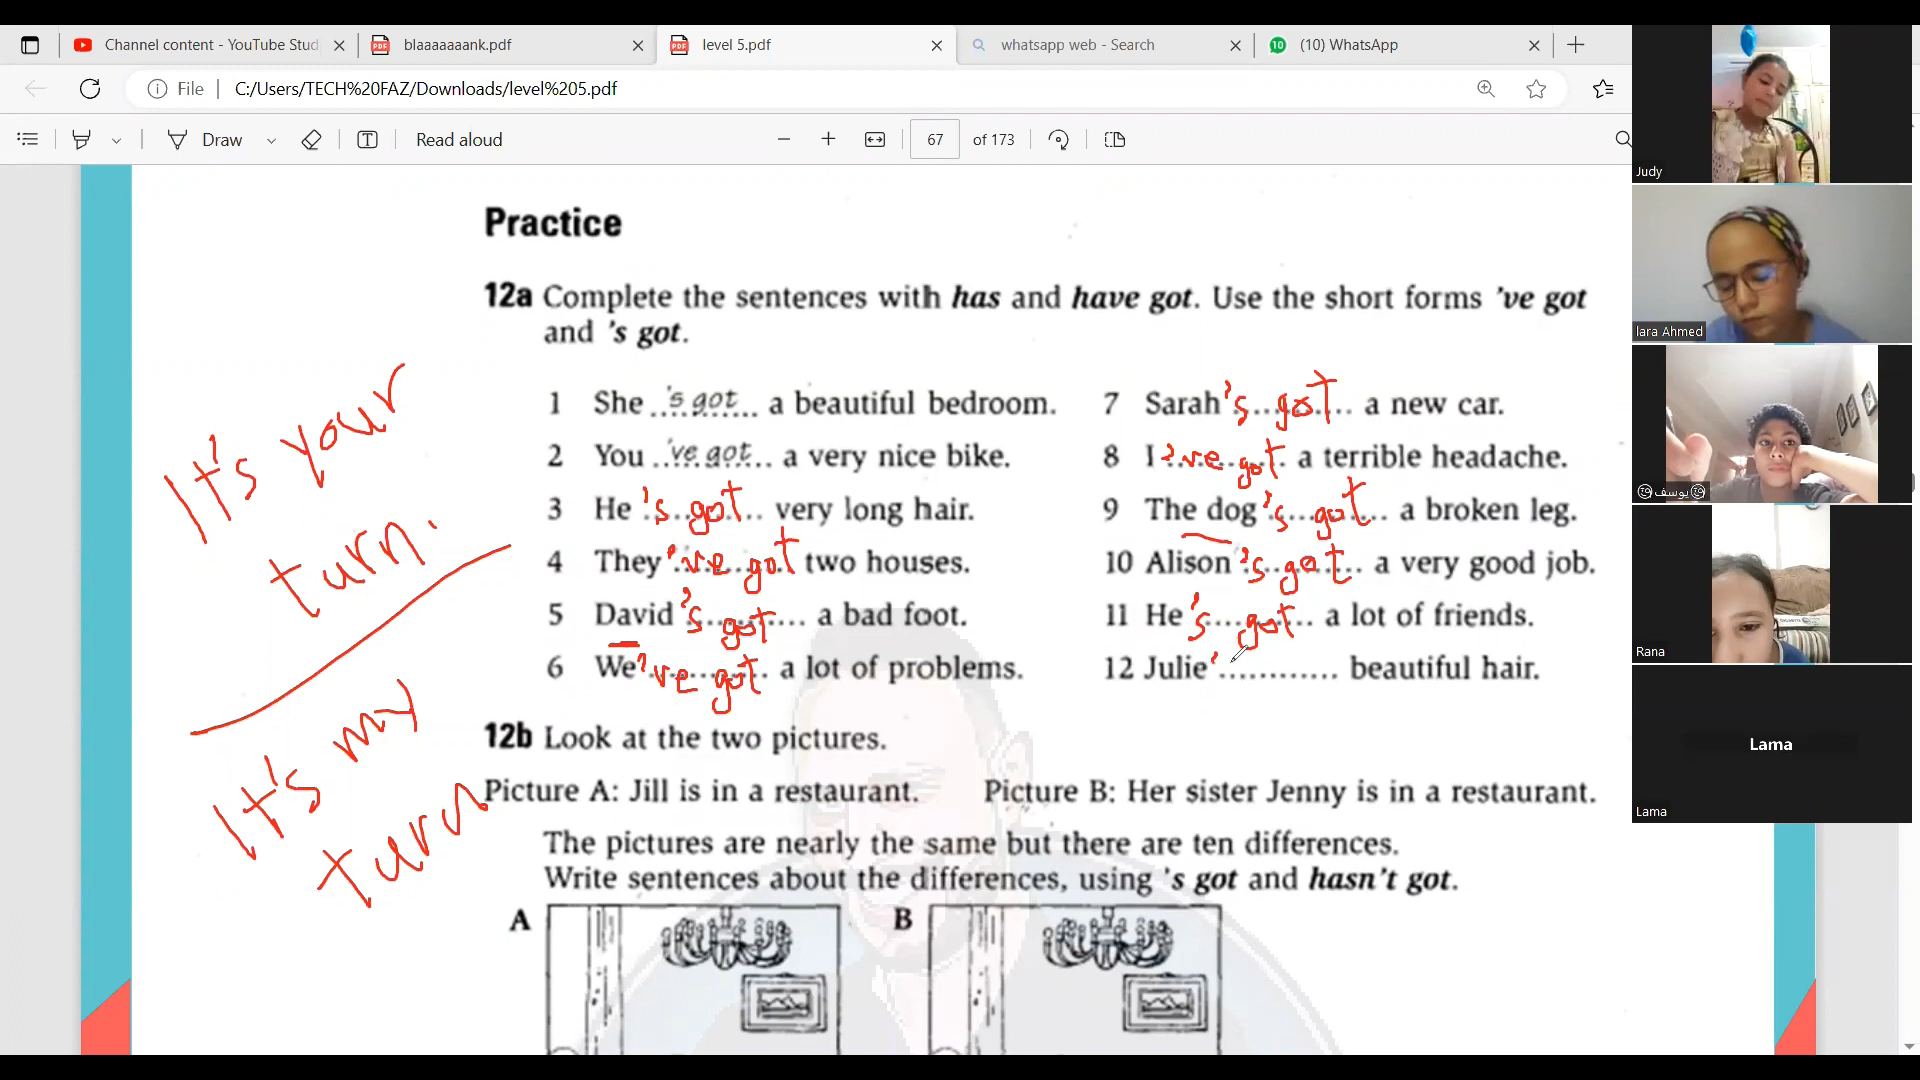 Channel content - YouTube Stud
blaaaaaaank.pdf
level 5.pdf
whatsapp web - Search
10
(10) WhatsApp
File
C:/Users/TECH%20FAZ/Downloads/level%205.pdf
Draw
Read aloud
67 of 173
Practice
12a Complete the sentences with has and have got. Use the short forms 've got
and 's got.
1 She ..'s got... a beautiful bedroom.
2 You ..'ve got... a very nice bike.
3 He 's got very long hair.
4 They 've got two houses.
5 David 's got a bad foot.
6 We 've got a lot of problems.
7 Sarah 's got a new car.
8 I 've got a terrible headache.
9 The dog 's got a broken leg.
10 Alison 's got a very good job.
11 He 's got a lot of friends.
12 Julie ' ............ beautiful hair.
12b Look at the two pictures.
Picture A: Jill is in a restaurant.
Picture B: Her sister Jenny is in a restaurant.
The pictures are nearly the same but there are ten differences.
Write sentences about the differences, using 's got and hasn't got.
A
B
It's your
turn.
It's my
turn
Judy
lara Ahmed
يوسف
Rana
Lama
Lama